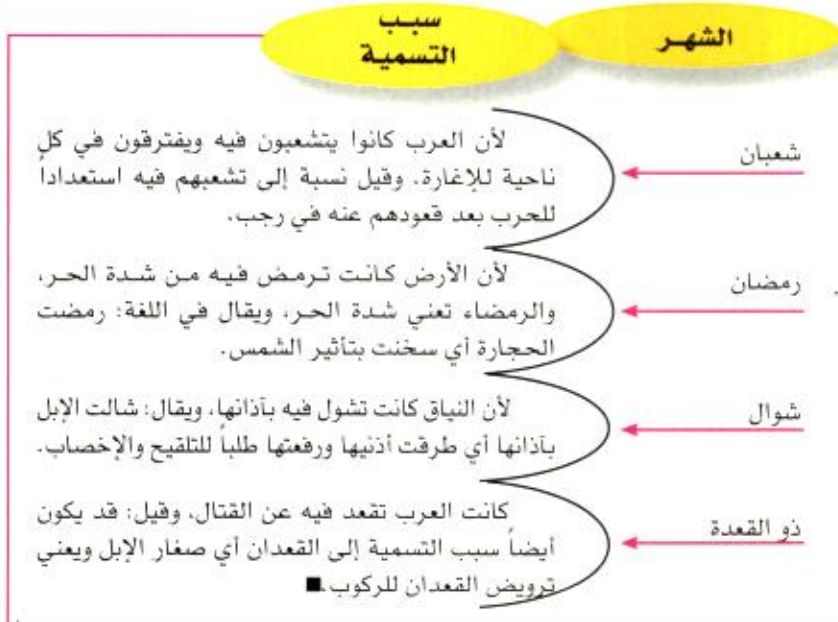 الشهر
سبب
التسمية
شعبان
لأن العرب كانوا يتشعبون فيه ويفترقون في كل
ناحية للإغارة، وقيل نسبة إلى تشعبهم فيه استعداداً
للحرب بعد قعودهم عنه في رجب.
رمضان
لأن الأرض كانت ترمض فيه من شدة الحر،
والرمضاء تعني شدة الحر، ويقال في اللغة: رمضت
الحجارة أي سخنت بتأثير الشمس.
شوال
لأن النياق كانت تشول فيه بآذانها، ويقال: شالت الإبل
بآذانها أي طرقت أذنيها ورفعتها طلباً للتلقيح والإخصاب.
ذو القعدة
كانت العرب تقعد فيه عن القتال، وقيل: قد يكون
أيضاً سبب التسمية إلى القعدان أي صغار الإبل ويعني
ترويض القعدان للركوب.■